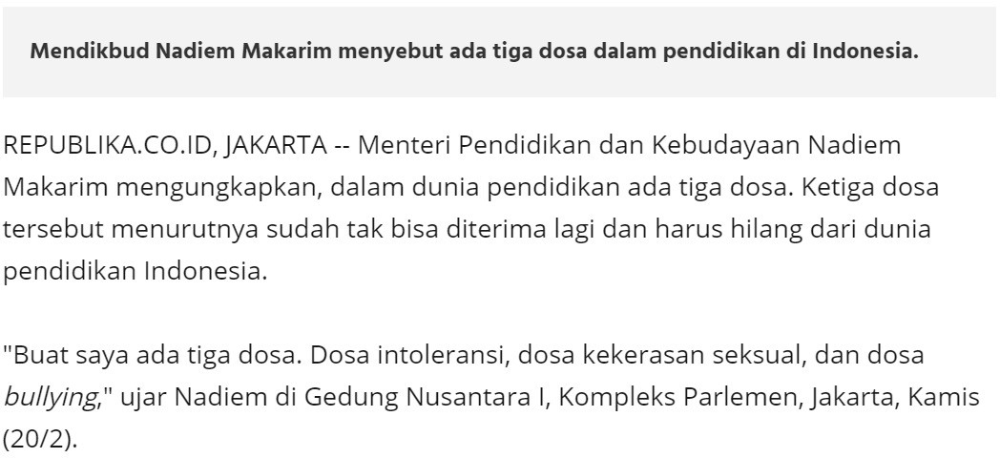 Mendikbud Nadiem Makarim menyebut ada tiga dosa dalam pendidikan di Indonesia.
REPUBLIKA.CO.ID, JAKARTA -- Menteri Pendidikan dan Kebudayaan Nadiem
Makarim mengungkapkan, dalam dunia pendidikan ada tiga dosa. Ketiga dosa
tersebut menurutnya sudah tak bisa diterima lagi dan harus hilang dari dunia
pendidikan Indonesia.
"Buat saya ada tiga dosa. Dosa intoleransi, dosa kekerasan seksual, dan dosa
bullying," ujar Nadiem di Gedung Nusantara I, Kompleks Parlemen, Jakarta, Kamis
(20/2).